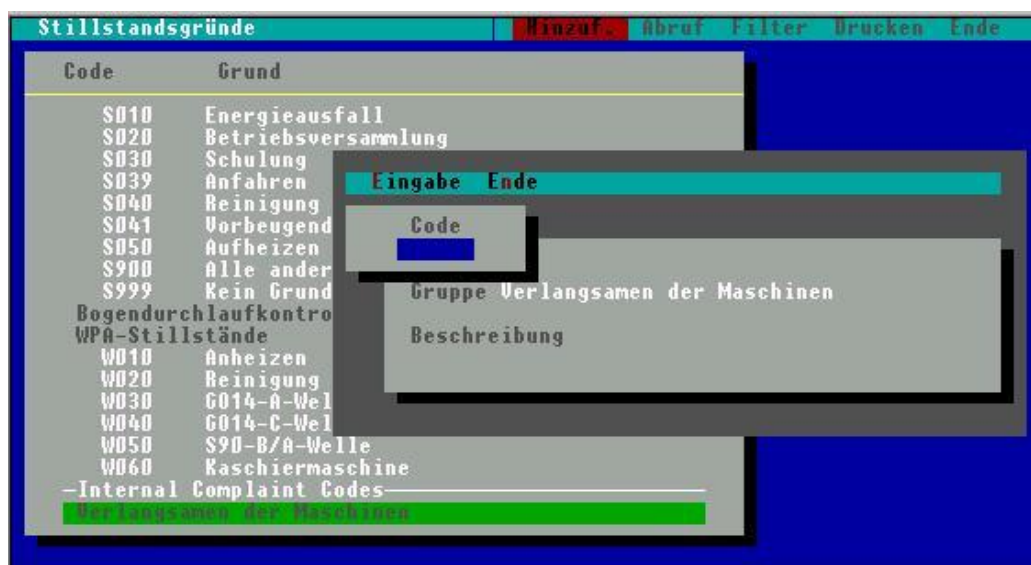 Stillstandsgründe Hinzuf. Abruf Filter Drucken Ende
Code Grund
S010 Energieausfall
S020 Betriebsversammlung
S030 Schulung
S039 Anfahren
S040 Reinigung
S041 Vorbeugend
S050 Aufheizen
S900 Alle ander
S999 Kein Grund
Bogendurchlaufkontro
WPA-Stillstände
W010 Anheizen
W020 Reinigung
W030 G014-A-Wel
W040 G014-C-Wel
W050 S90-B/A-Welle
W060 Kaschiermaschine
-Internal Complaint Codes-
Verlangsamen der Maschinen
Eingabe Ende
Code
Gruppe Verlangsamen der Maschinen
Beschreibung